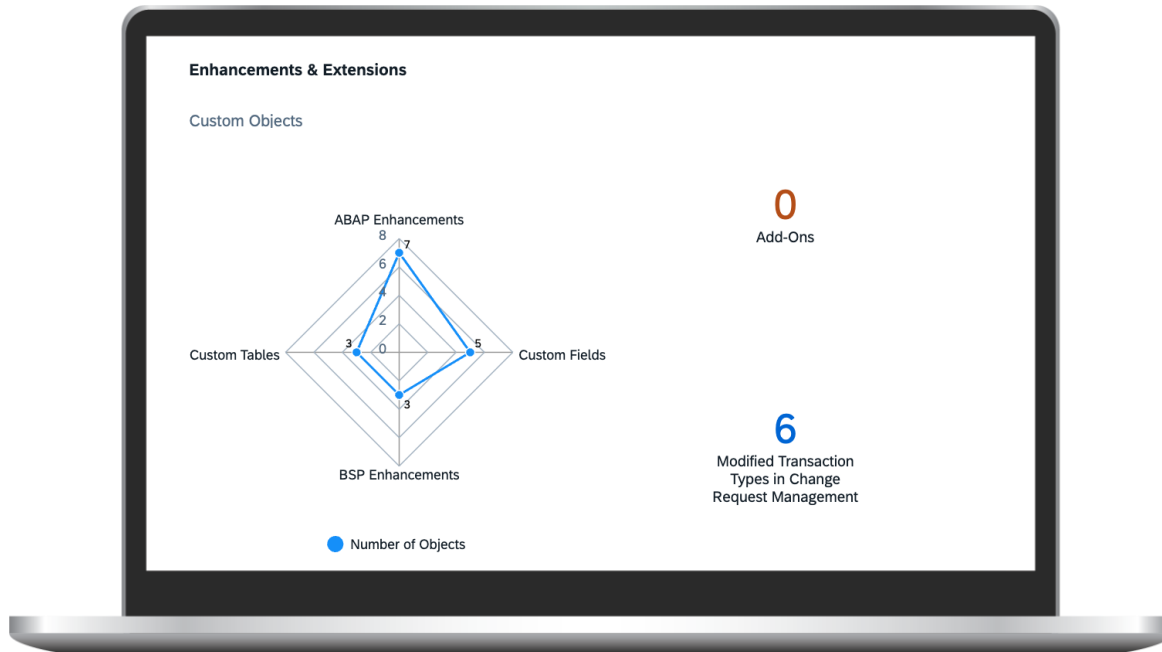 Enhancements & Extensions
Custom Objects
ABAP Enhancements
8
7
6
4
2
0
3
5
3
Custom Tables
Custom Fields
BSP Enhancements
Number of Objects
0
Add-Ons
6
Modified Transaction
Types in Change
Request Management